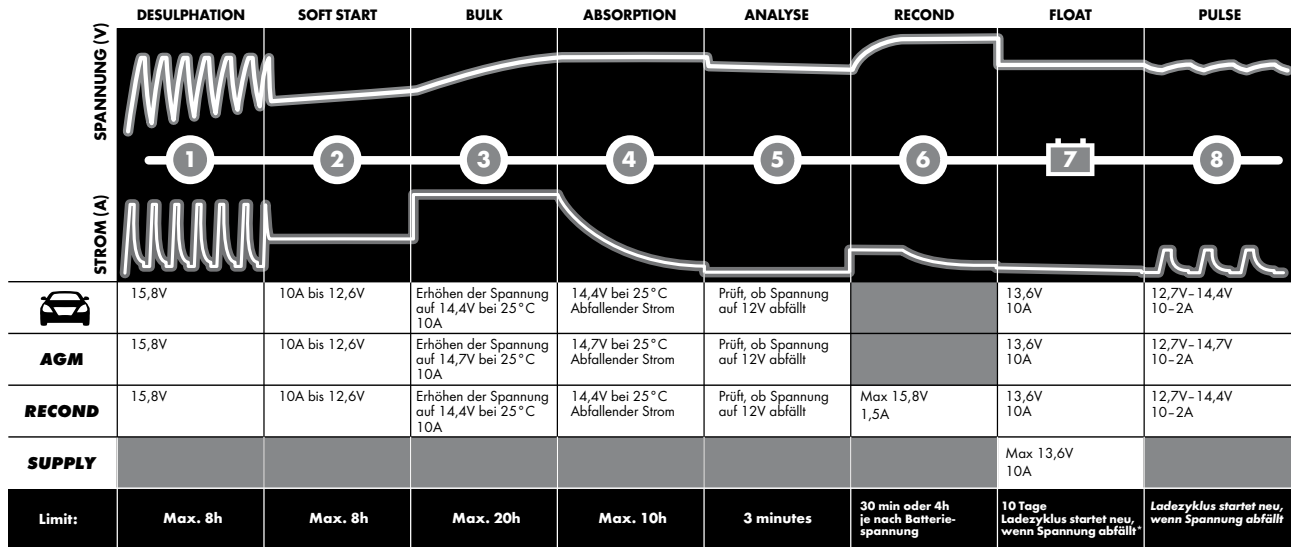 DESULPHATION SOFT START BULK ABSORPTION ANALYSE RECOND FLOAT PULSE
SPANNUNG (V)
1 2 3 4 5 6 7 8
STROM (A)
15,8V 10A bis 12,6V Erhöhen der Spannung 14,4V bei 25°C Prüft, ob Spannung 13,6V 12,7V–14,4V
auf 14,4V bei 25°C Abfallender Strom auf 12V abfällt 10A 10–2A
10A
AGM 15,8V 10A bis 12,6V Erhöhen der Spannung 14,7V bei 25°C Prüft, ob Spannung 13,6V 12,7V–14,7V
auf 14,7V bei 25°C Abfallender Strom auf 12V abfällt 10A 10–2A
10A
RECOND 15,8V 10A bis 12,6V Erhöhen der Spannung 14,4V bei 25°C Prüft, ob Spannung Max 15,8V 13,6V 12,7V–14,4V
auf 14,4V bei 25°C Abfallender Strom auf 12V abfällt 1,5A 10A 10–2A
10A
SUPPLY Max 13,6V
10A
Limit: Max. 8h Max. 8h Max. 20h Max. 10h 3 minutes 30 min oder 4h 10 Tage Ladezyklus startet neu,
je nach Batterie- Ladezyklus startet neu, wenn Spannung abfällt
spannung wenn Spannung abfällt*